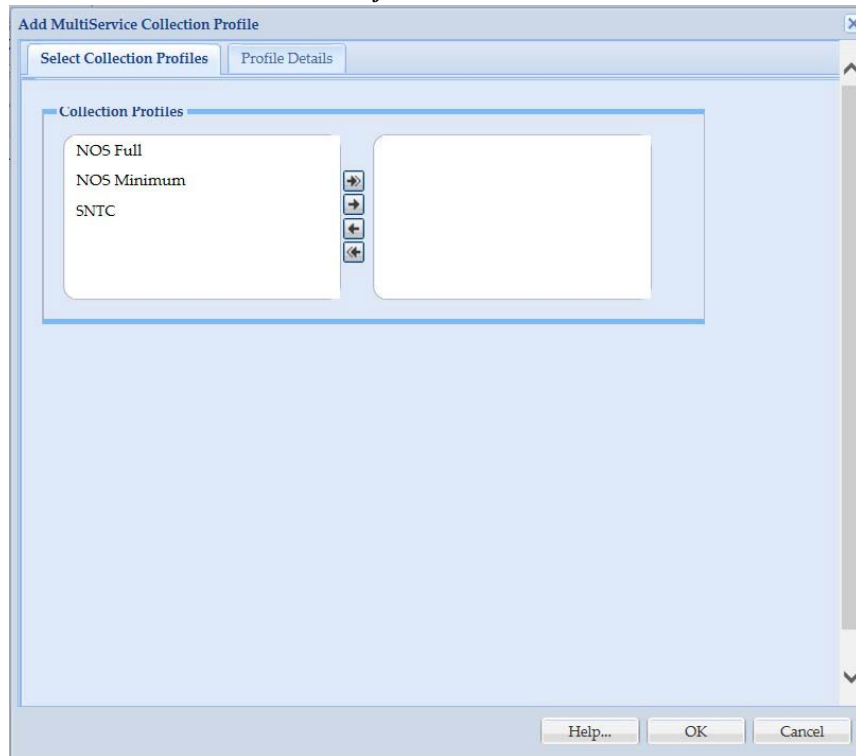 Add MultiService Collection Profile
Select Collection Profiles Profile Details
Collection Profiles
NOS Full
NOS Minimum
SNTC
Help... OK Cancel